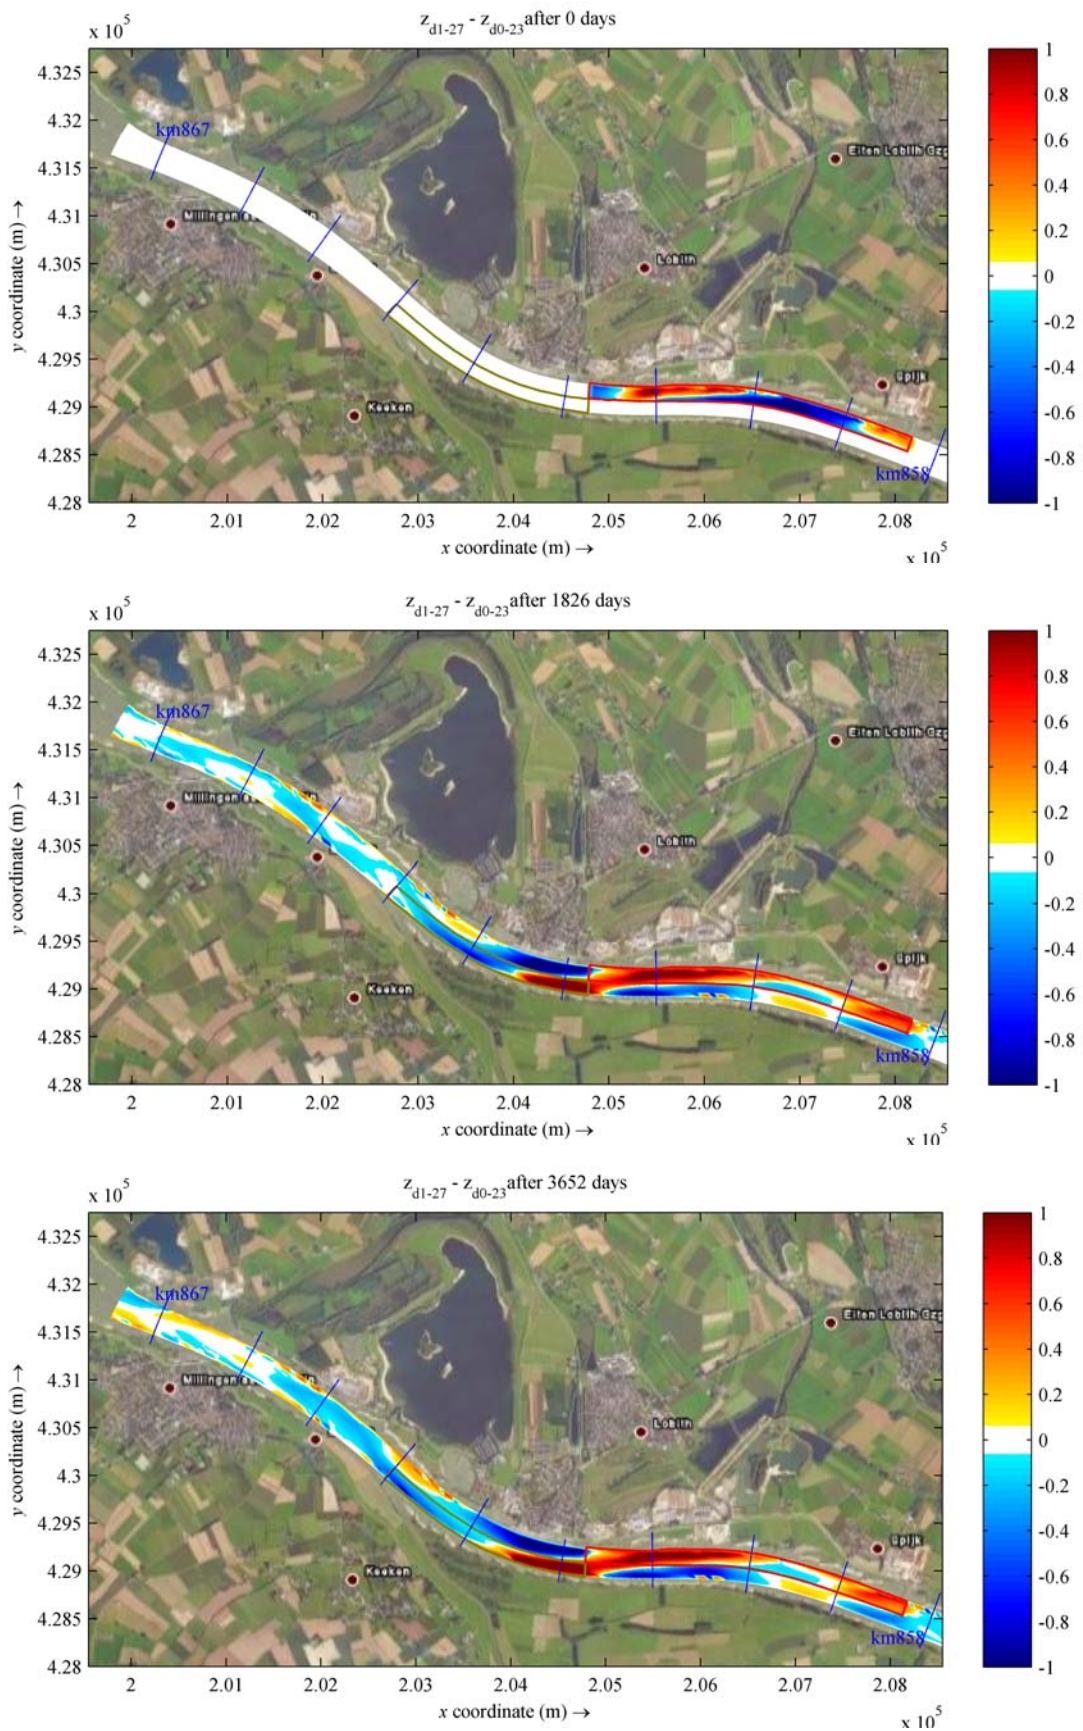 z_d1-27 - z_d0-23 after 0 days
x 10^5
4.325
4.32
4.315
4.31
4.305
4.3
4.295
4.29
4.285
4.28
y coordinate (m) →
km867
Millingen a
Lobith
Keeken
km858
2 2.01 2.02 2.03 2.04 2.05 2.06 2.07 2.08
x coordinate (m) →
x 10^5
1
0.8
0.6
0.4
0.2
0
-0.2
-0.4
-0.6
-0.8
-1
z_d1-27 - z_d0-23 after 1826 days
x 10^5
4.325
4.32
4.315
4.31
4.305
4.3
4.295
4.29
4.285
4.28
y coordinate (m) →
km867
Millingen a
Lobith
Keeken
km858
2 2.01 2.02 2.03 2.04 2.05 2.06 2.07 2.08
x coordinate (m) →
x 10^5
1
0.8
0.6
0.4
0.2
0
-0.2
-0.4
-0.6
-0.8
-1
z_d1-27 - z_d0-23 after 3652 days
x 10^5
4.325
4.32
4.315
4.31
4.305
4.3
4.295
4.29
4.285
4.28
y coordinate (m) →
km867
Millingen a
Lobith
Keeken
km858
2 2.01 2.02 2.03 2.04 2.05 2.06 2.07 2.08
x coordinate (m) →
x 10^5
1
0.8
0.6
0.4
0.2
0
-0.2
-0.4
-0.6
-0.8
-1